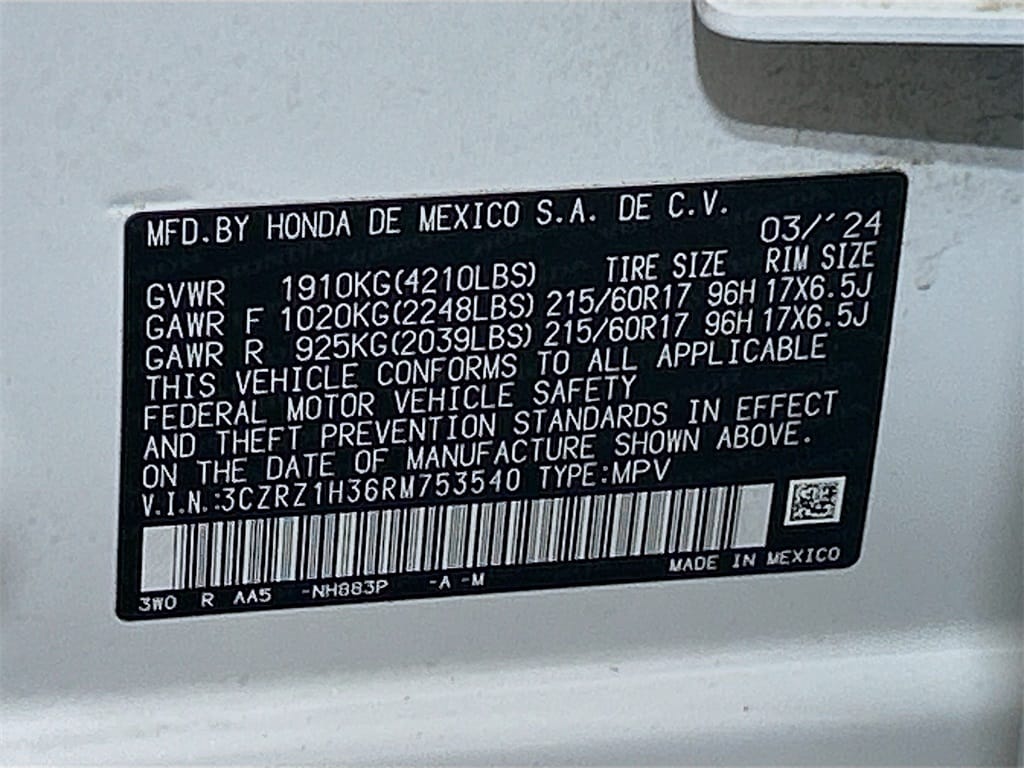 MFD.BY HONDA DE MEXICO S.A. DE C.V.
03/'24
TIRE SIZE RIM SIZE
GVWR 1910KG(4210LBS)
GAWR F 1020KG(2248LBS) 215/60R17 96H 17X6.5J
GAWR R 925KG(2039LBS) 215/60R17 96H 17X6.5J
THIS VEHICLE CONFORMS TO ALL APPLICABLE
FEDERAL MOTOR VEHICLE SAFETY
AND THEFT PREVENTION STANDARDS IN EFFECT
ON THE DATE OF MANUFACTURE SHOWN ABOVE.
V.I.N.:3CZRZ1H36RM753540 TYPE:MPV
3W0 R AA5 -NH883P -A -M
MADE IN MEXICO